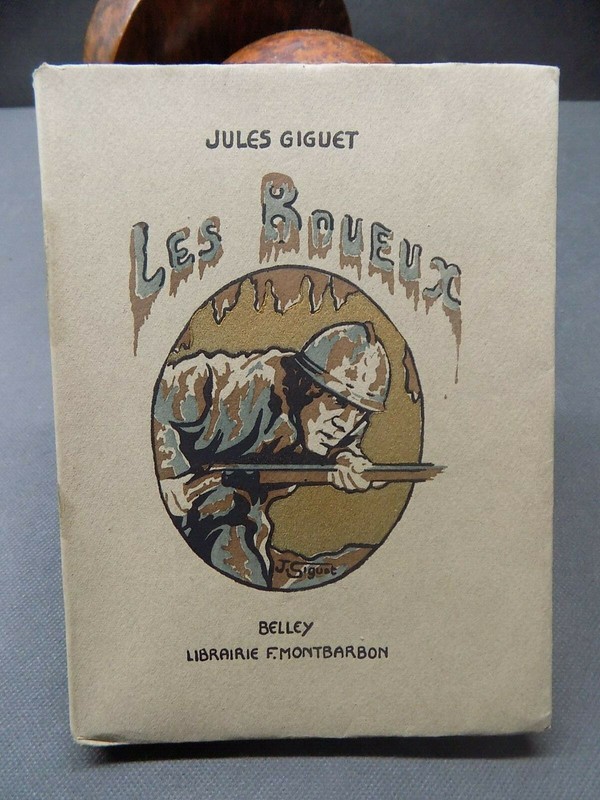 JULES GIGUET
LES BOUEUX
J. Giguet
BELLEY
LIBRAIRIE F. MONTBARBON